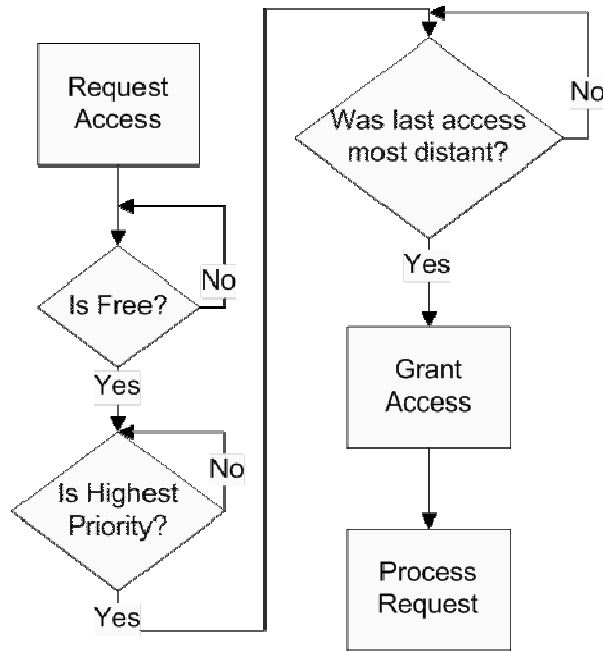 Request
Access
Is Free?
No
Yes
Is Highest
Priority?
No
Yes
Was last access
most distant?
No
Yes
Grant
Access
Process
Request